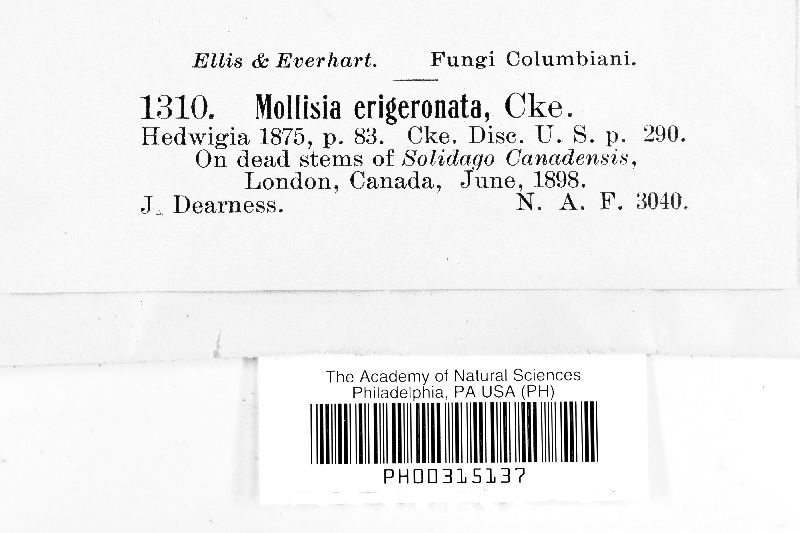 Ellis & Everhart. Fungi Columbiani.
1310. Mollisia erigeronata, Cke.
Hedwigia 1875, p. 83. Cke. Disc. U. S. p. 290.
On dead stems of Solidago Canadensis,
London, Canada, June, 1898.
J. Dearness. N. A. F. 3040.
The Academy of Natural Sciences
Philadelphia, PA USA (PH)
PH00315137